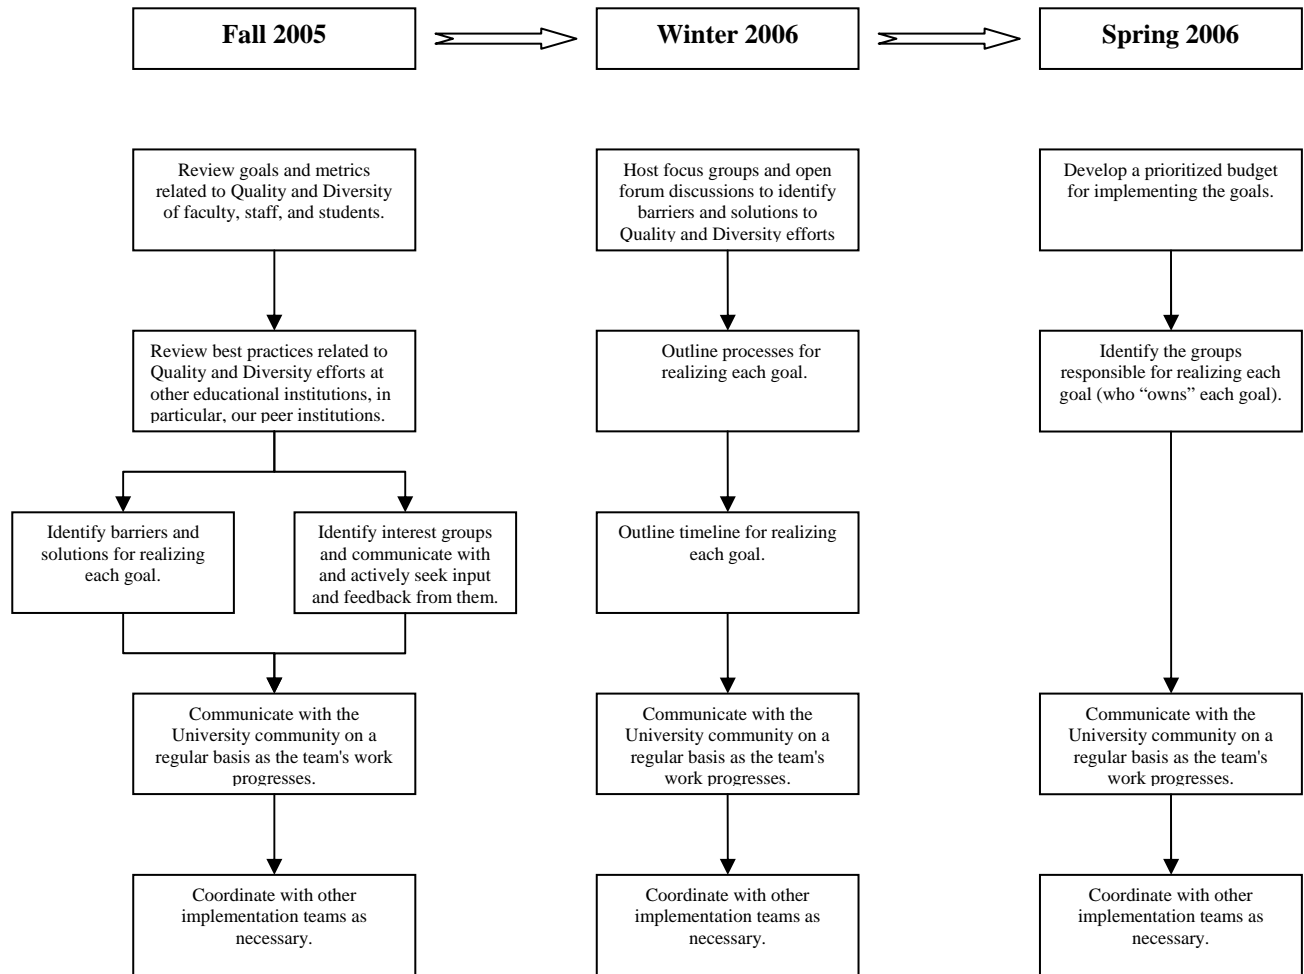 Fall 2005
Winter 2006
Spring 2006
Review goals and metrics
related to Quality and Diversity
of faculty, staff, and students.
Host focus groups and open
forum discussions to identify
barriers and solutions to
Quality and Diversity efforts
Develop a prioritized budget
for implementing the goals.
Review best practices related to
Quality and Diversity efforts at
other educational institutions, in
particular, our peer institutions.
Outline processes for
realizing each goal.
Identify the groups
responsible for realizing each
goal (who “owns” each goal).
Identify barriers and
solutions for realizing
each goal.
Identify interest groups
and communicate with
and actively seek input
and feedback from them.
Outline timeline for realizing
each goal.
Communicate with the
University community on a
regular basis as the team's work
progresses.
Communicate with the
University community on a
regular basis as the team's
work progresses.
Communicate with the
University community on a
regular basis as the team's
work progresses.
Coordinate with other
implementation teams as
necessary.
Coordinate with other
implementation teams as
necessary.
Coordinate with other
implementation teams as
necessary.